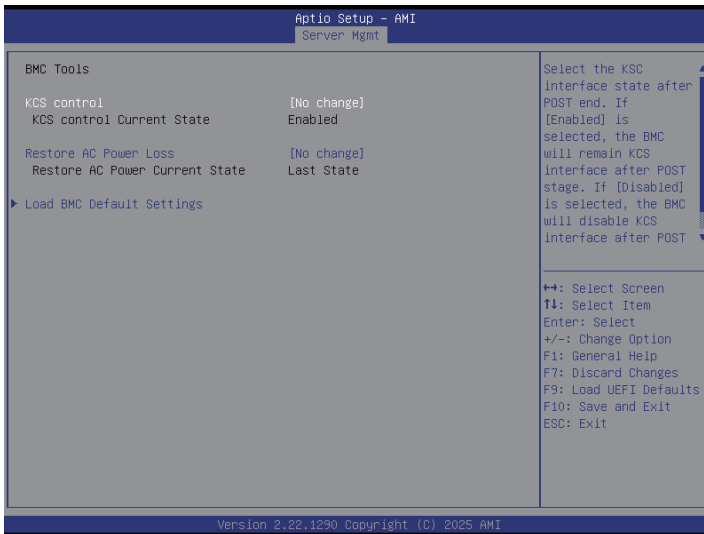 Aptio Setup – AMI
Server Mgmt
BMC Tools
KCS control [No change]
KCS control Current State Enabled
Restore AC Power Loss [No change]
Restore AC Power Current State Last State
Load BMC Default Settings
Select the KSC
interface state after
POST end. If
[Enabled] is
selected, the BMC
will remain KCS
interface after POST
stage. If [Disabled]
is selected, the BMC
will disable KCS
interface after POST
↔: Select Screen
↑↓: Select Item
Enter: Select
+/-: Change Option
F1: General Help
F7: Discard Changes
F9: Load UEFI Defaults
F10: Save and Exit
ESC: Exit
Version 2.22.1290 Copyright (C) 2025 AMI